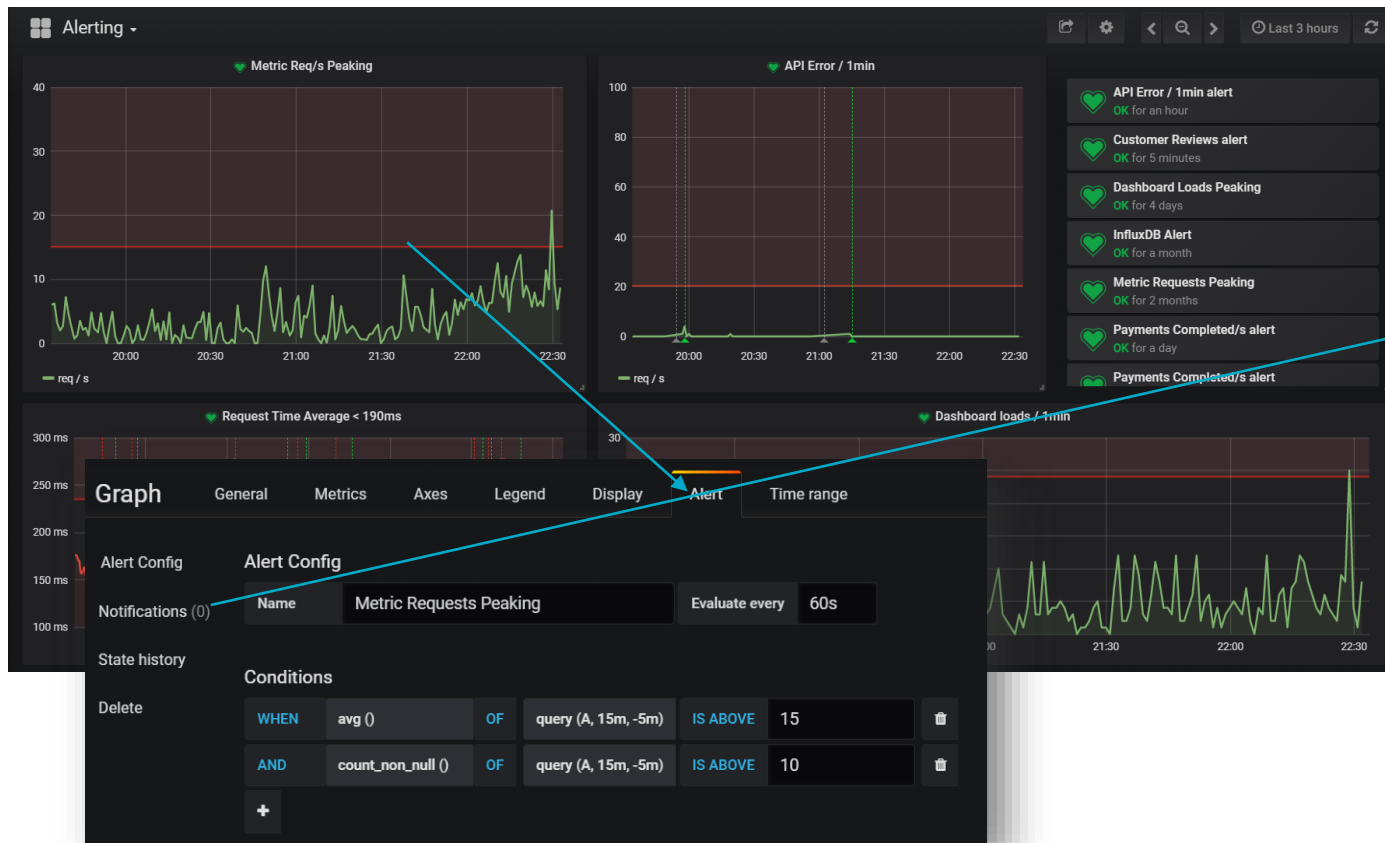 Alerting
Last 3 hours
Metric Req/s Peaking
40
30
20
10
0
20:00 20:30 21:00 21:30 22:00 22:30
req / s
API Error / 1min
100
80
60
40
20
0
20:00 20:30 21:00 21:30 22:00 22:30
req / s
API Error / 1min alert
OK for an hour
Customer Reviews alert
OK for 5 minutes
Dashboard Loads Peaking
OK for 4 days
InfluxDB Alert
OK for a month
Metric Requests Peaking
OK for 2 months
Payments Completed/s alert
OK for a day
Payments Completed/s alert
Request Time Average < 190ms
300 ms
250 ms
200 ms
150 ms
100 ms
Dashboard loads / 1min
30
21:30 22:00 22:30
Graph General Metrics Axes Legend Display Alert Time range
Alert Config
Notifications (0)
State history
Delete
Alert Config
Name Metric Requests Peaking Evaluate every 60s
Conditions
WHEN avg () OF query (A, 15m, -5m) IS ABOVE 15
AND count_non_null () OF query (A, 15m, -5m) IS ABOVE 10